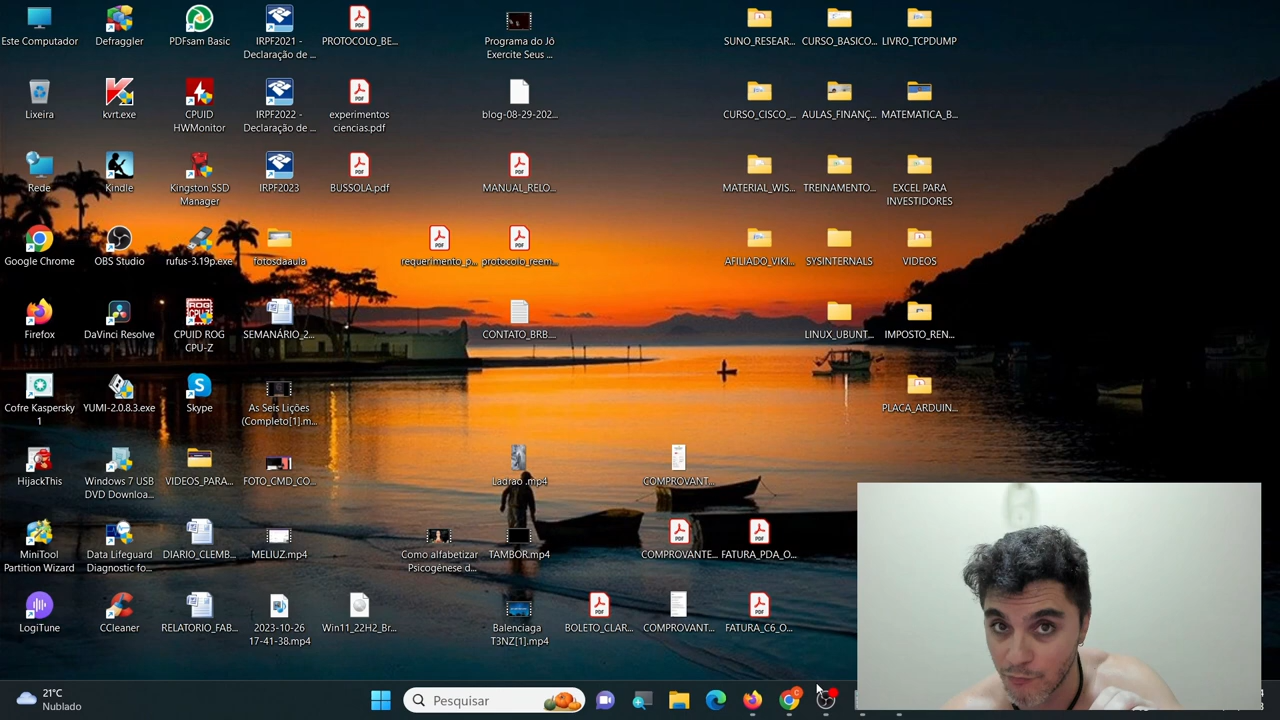 Este Computador
Defraggler
PDFsam Basic
IRPF2021 -
Declaração de ...
PROTOCOLO_BE...
Programa do Jô
Exercite Seus ...
SUNO_RESEAR...
CURSO_BASICO...
LIVRO_TCPDUMP
Lixeira
kvrt.exe
CPUID
HWMonitor
IRPF2022 -
Declaração de ...
experimentos
ciencias.pdf
blog-08-29-202...
CURSO_CISCO_...
AULAS_FINANÇ...
MATEMATICA_B...
Rede
Kindle
Kingston SSD
Manager
IRPF2023
BUSSOLA.pdf
MANUAL_RELO...
MATERIAL_WIS...
TREINAMENTO...
EXCEL PARA
INVESTIDORES
Google Chrome
OBS Studio
rufus-3.19p.exe
fotosdaaula
requerimento_p...
protocolo_reem...
AFILIADO_VIKI...
SYSINTERNALS
VIDEOS
Firefox
DaVinci Resolve
CPUID ROG
CPU-Z
SEMANÁRIO_2...
CONTATO_BRB....
LINUX_UBUNT...
IMPOSTO_REN...
Cofre Kaspersky
1
YUMI-2.0.8.3.exe
Skype
As Seis Lições
(Completo[1].m...
PLACA_ARDUIN...
HijackThis
Windows 7 USB
DVD Downloa...
VIDEOS_PARA...
FOTO_CMD_CO...
Ladrão .mp4
COMPROVANT...
MiniTool
Partition Wizard
Data Lifeguard
Diagnostic fo...
DIARIO_CLEMB...
MELIUZ.mp4
Como alfabetizar
Psicogênese d...
TAMBOR.mp4
COMPROVANTE...
FATURA_PDA_O...
LogiTune
CCleaner
RELATORIO_FAB...
2023-10-26
17-41-38.mp4
Win11_22H2_Br...
Balenciaga
T3NZ[1].mp4
BOLETO_CLAR...
COMPROVANT...
FATURA_C6_O...
21°C
Nublado
Pesquisar